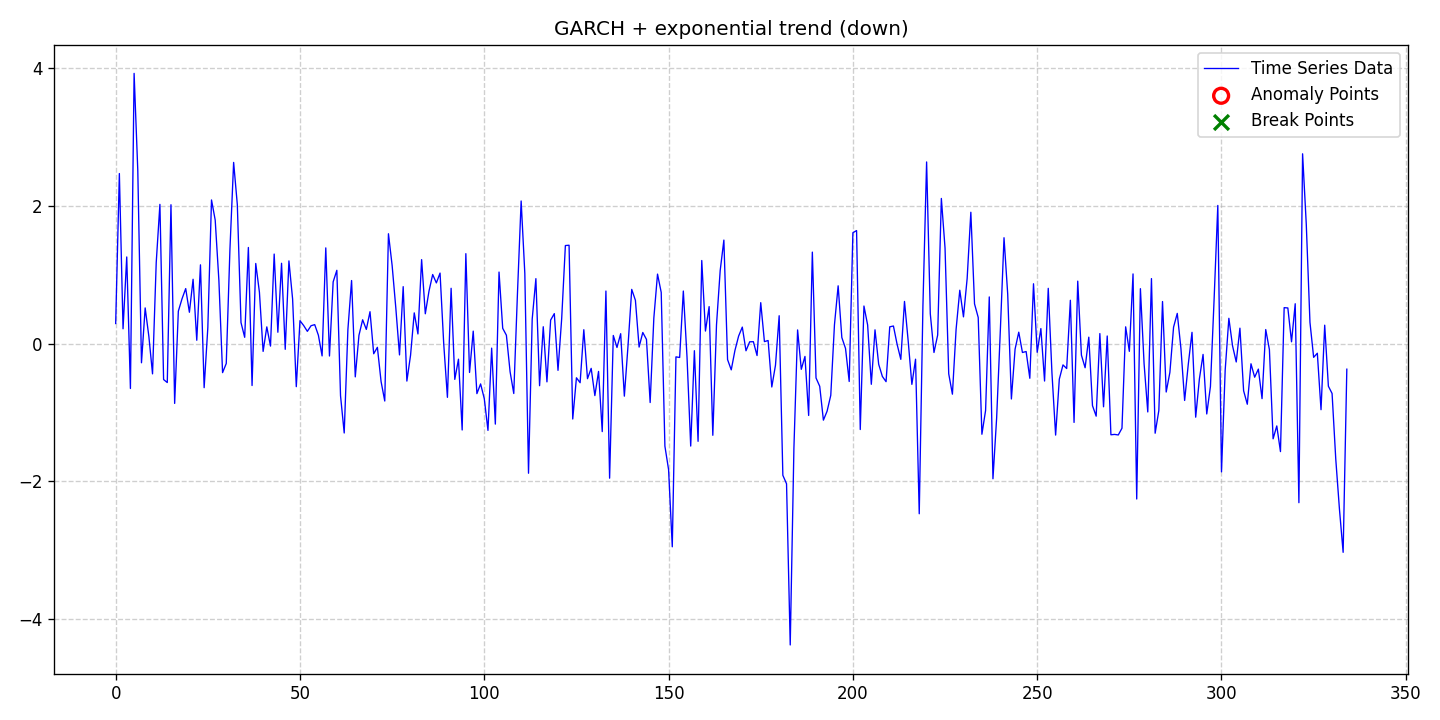 GARCH + exponential trend (down)
Time Series Data
Anomaly Points
Break Points
4
2
0
−2
−4
0 50 100 150 200 250 300 350